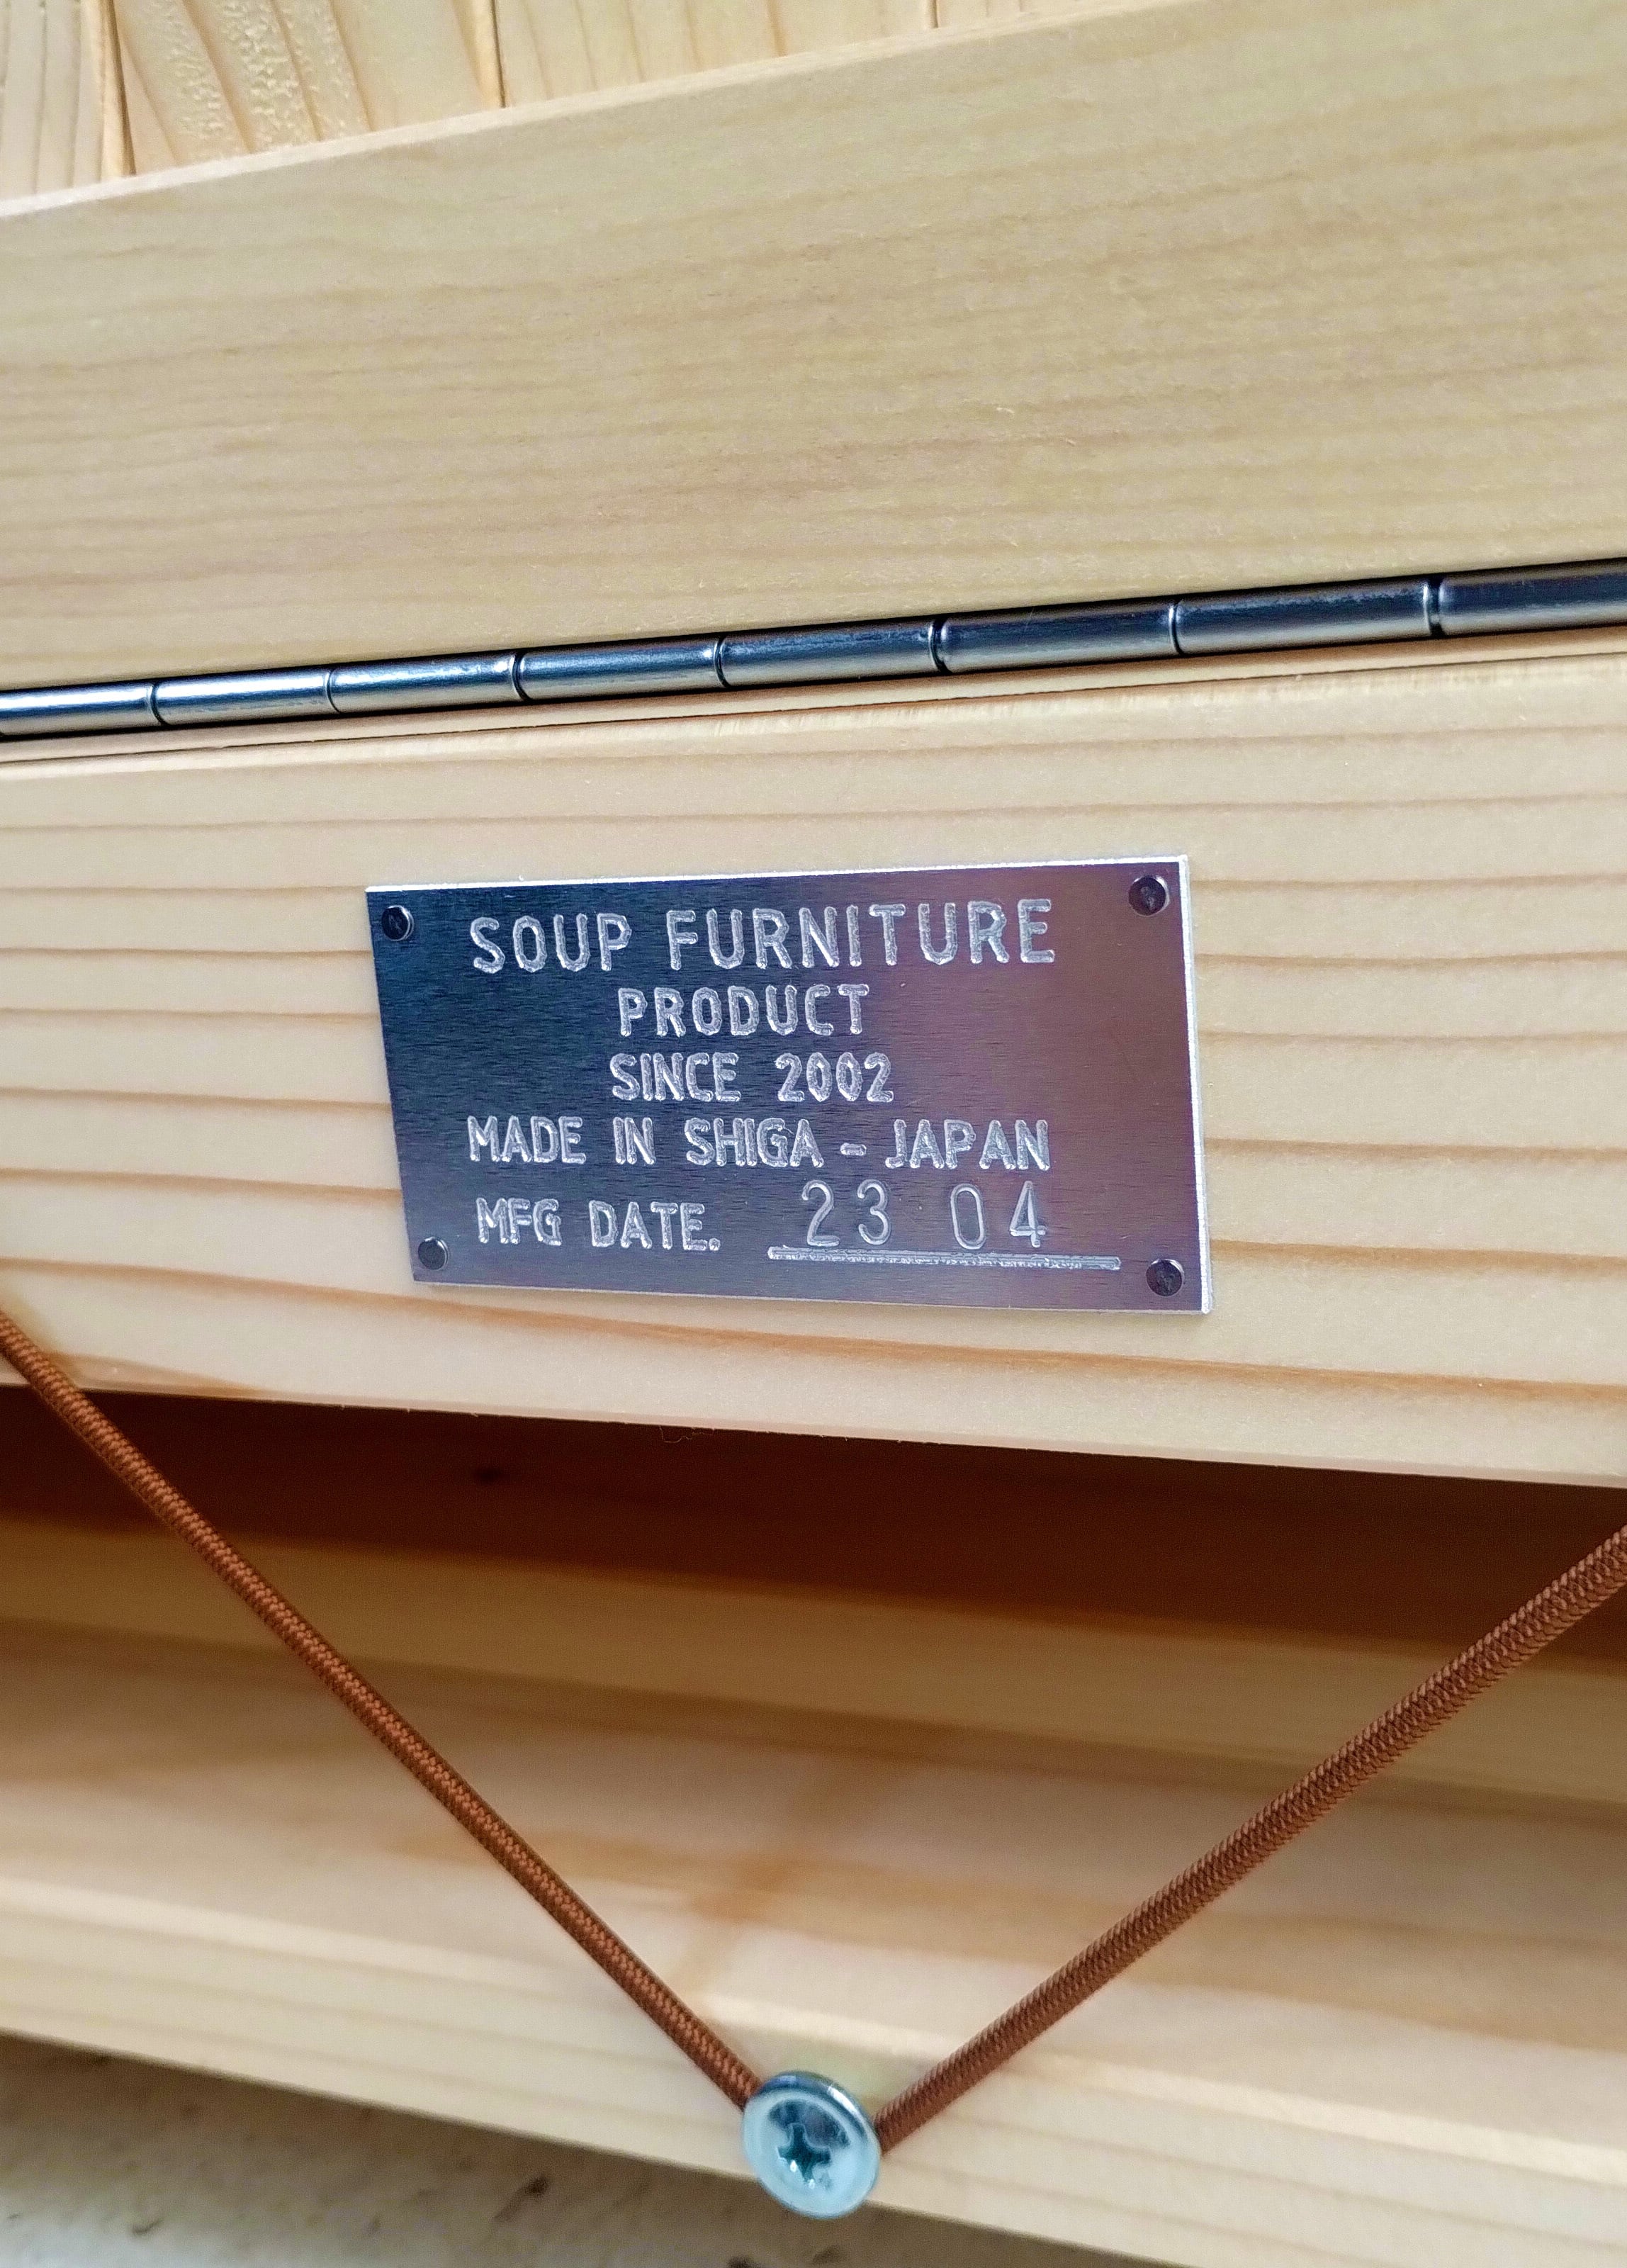 SOUP FURNITURE
PRODUCT
SINCE 2002
MADE IN SHIGA - JAPAN
MFG DATE. 23 04